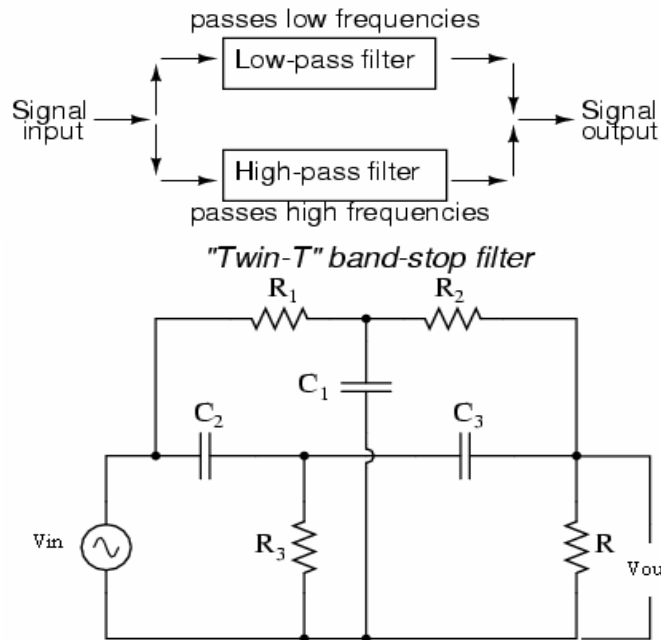 passes low frequencies
Low-pass filter
Signal
input
Signal
output
High-pass filter
passes high frequencies
"Twin-T" band-stop filter
R1
R2
C1
C2
C3
Vin
R3
R
Vou